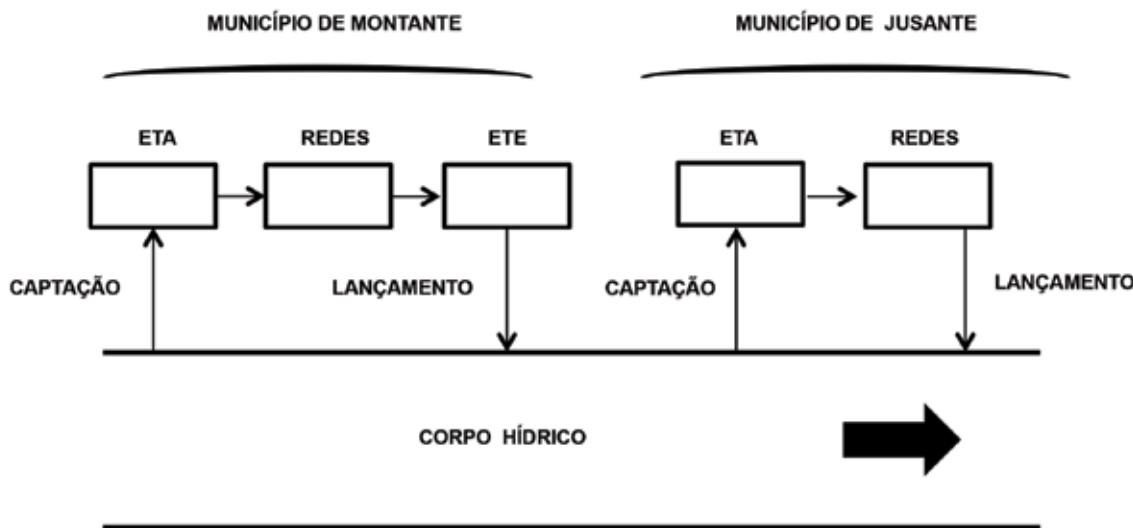 MUNICÍPIO DE MONTANTE
MUNICÍPIO DE JUSANTE
ETA
REDES
ETE
ETA
REDES
CAPTAÇÃO
LANÇAMENTO
CAPTAÇÃO
LANÇAMENTO
CORPO HÍDRICO